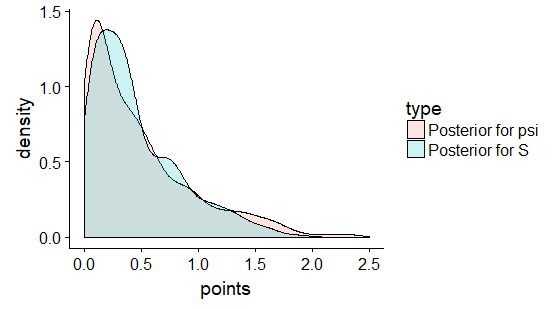 density
1.5
1.0
0.5
0.0
0.0 0.5 1.0 1.5 2.0 2.5
points
type
Posterior for psi
Posterior for S